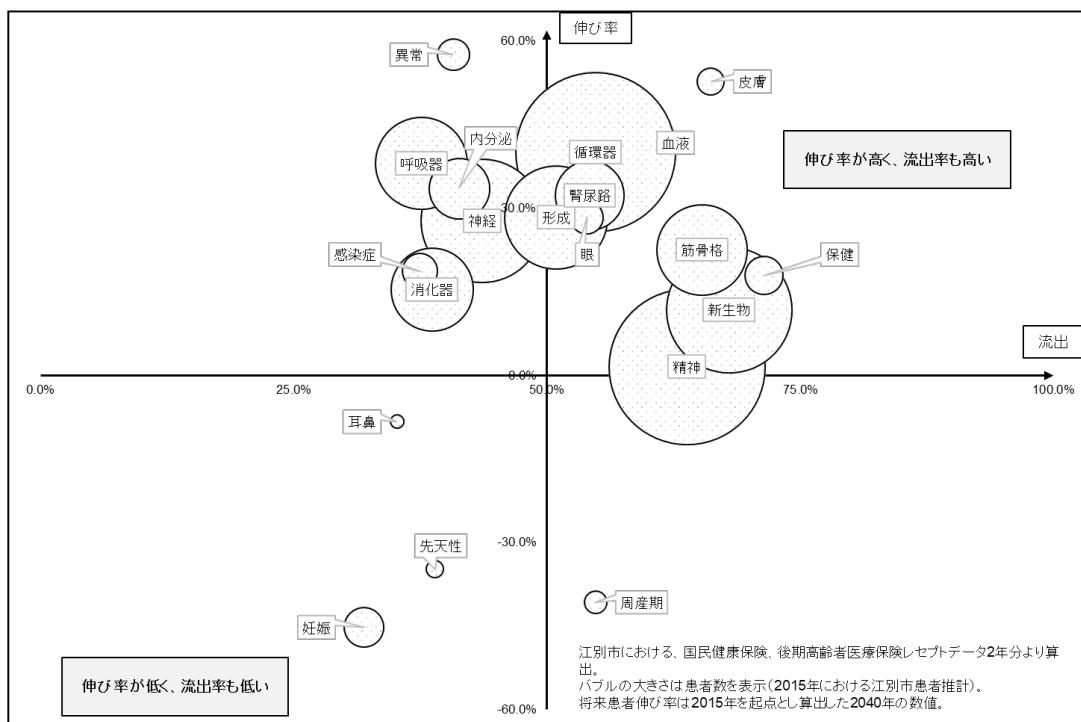 60.0%
伸び率
異常
皮膚
内分泌
血液
循環器
呼吸器
伸び率が高く、流出率も高い
腎尿路
30.0%
形成
神経
眼
感染症
筋骨格
保健
消化器
新生物
流出
精神
0.0%
25.0%
0.0%
50.0%
75.0%
100.0%
耳鼻
-30.0%
先天性
周産期
妊娠
江別市における、国民健康保険、後期高齢者医療保険レセプトデータ2年分より算
出。
バブルの大きさは患者数を表示(2015年における江別市患者推計)。
将来患者伸び率は2015年を起点とし算出した2040年の数値。
伸び率が低く、流出率も低い
-60.0%